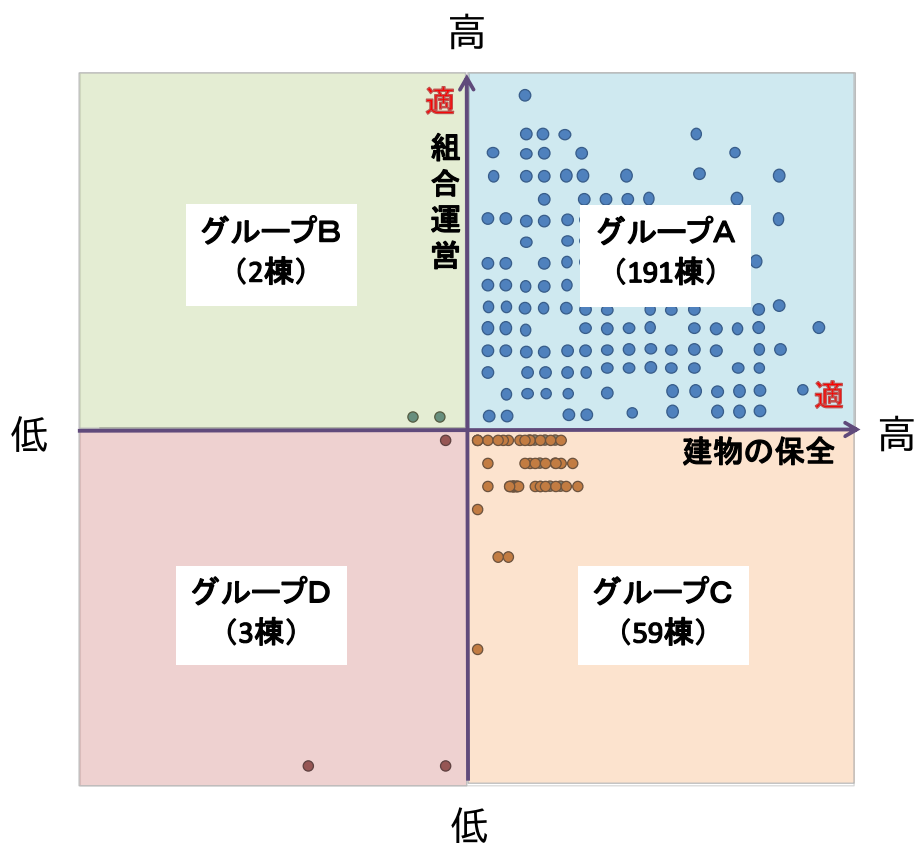 高
適
組合運営
グループB
（2棟）
グループA
（191棟）
適
低
高
建物の保全
グループD
（3棟）
グループC
（59棟）
低